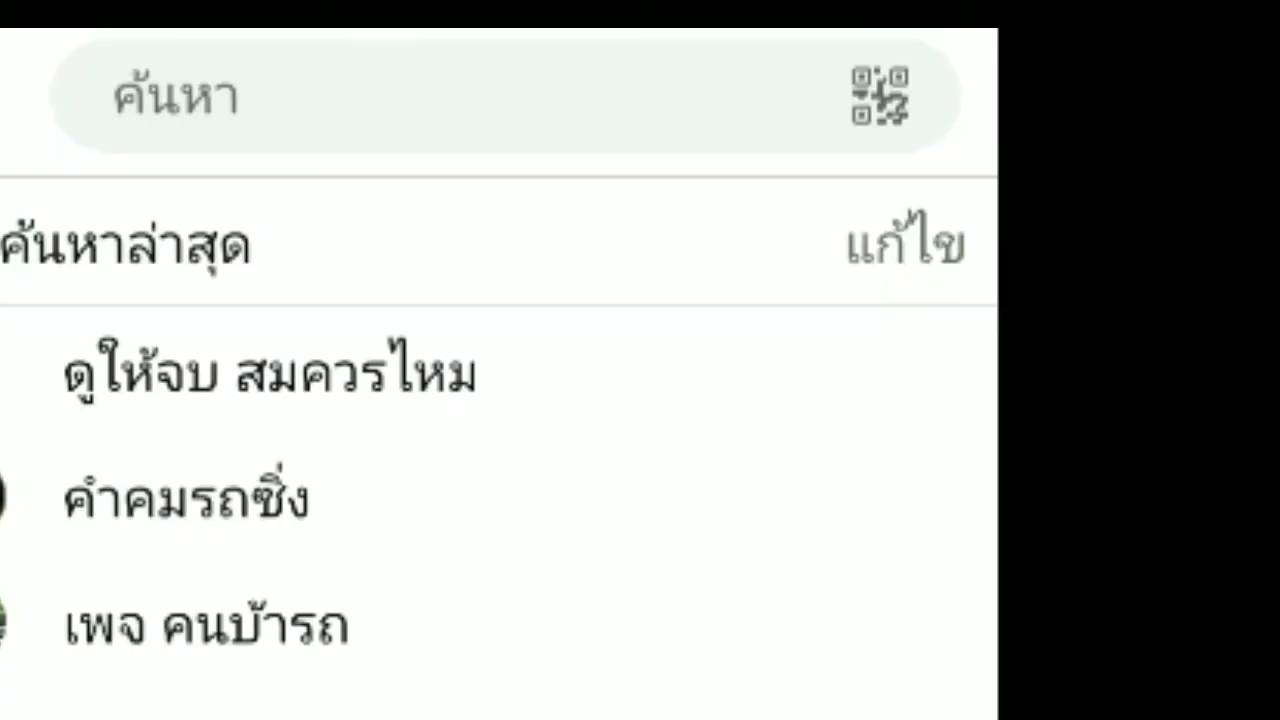 ค้นหา
ค้นหาล่าสุด แก้ไข
ดูให้จบ สมควรไหม
คำคมรถซิ่ง
เพจ คนบ้ารถ